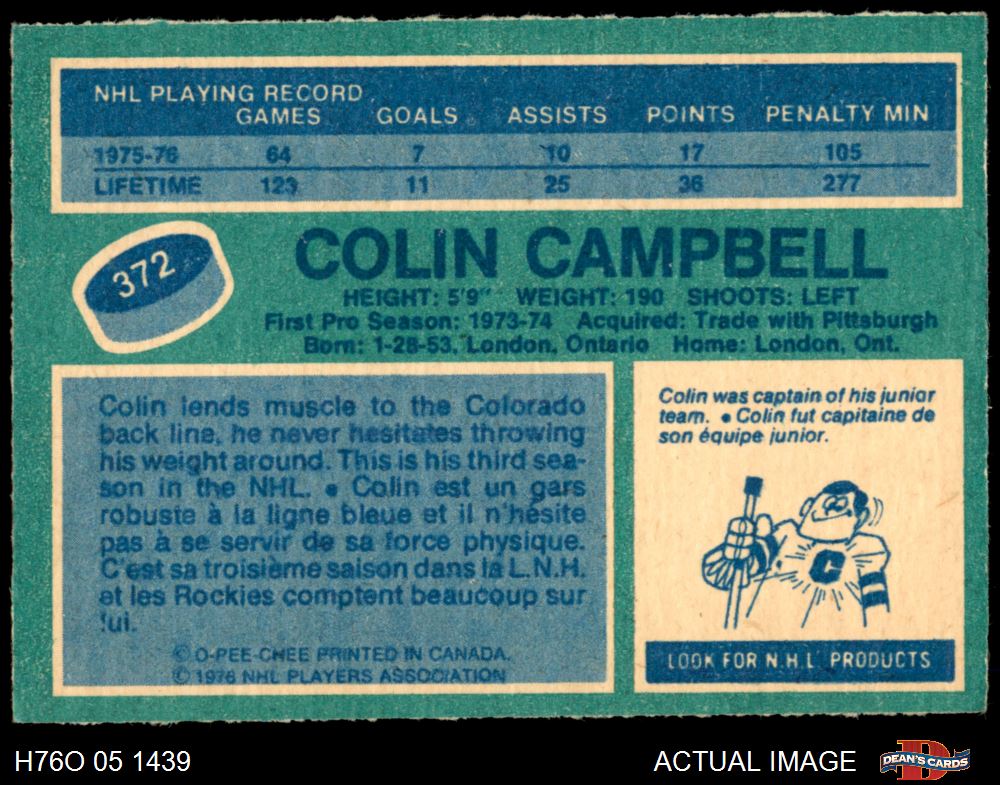 NHL PLAYING RECORD
GAMES GOALS ASSISTS POINTS PENALTY MIN
1975-76 64 7 10 17 105
LIFETIME 123 11 25 36 277
372
COLIN CAMPBELL
HEIGHT: 5'9" WEIGHT: 190 SHOOTS: LEFT
First Pro Season: 1973-74 Acquired: Trade with Pittsburgh
Born: 1-28-53, London, Ontario Home: London, Ont.
Colin lends muscle to the Colorado
back line, he never hesitates throwing
his weight around. This is his third sea-
son in the NHL. • Colin est un gars
robuste à la ligne bleue et il n'hésite
pas à se servir de sa force physique.
C'est sa troisième saison dans la L.N.H.
et les Rockies comptent beaucoup sur
lui.
© O-PEE-CHEE PRINTED IN CANADA.
© 1976 NHL PLAYERS ASSOCIATION
Colin was captain of his junior
team. • Colin fut capitaine de
son équipe junior.
C
LOOK FOR N.H.L. PRODUCTS
H76O 05 1439
ACTUAL IMAGE
D
DEAN'S CARDS